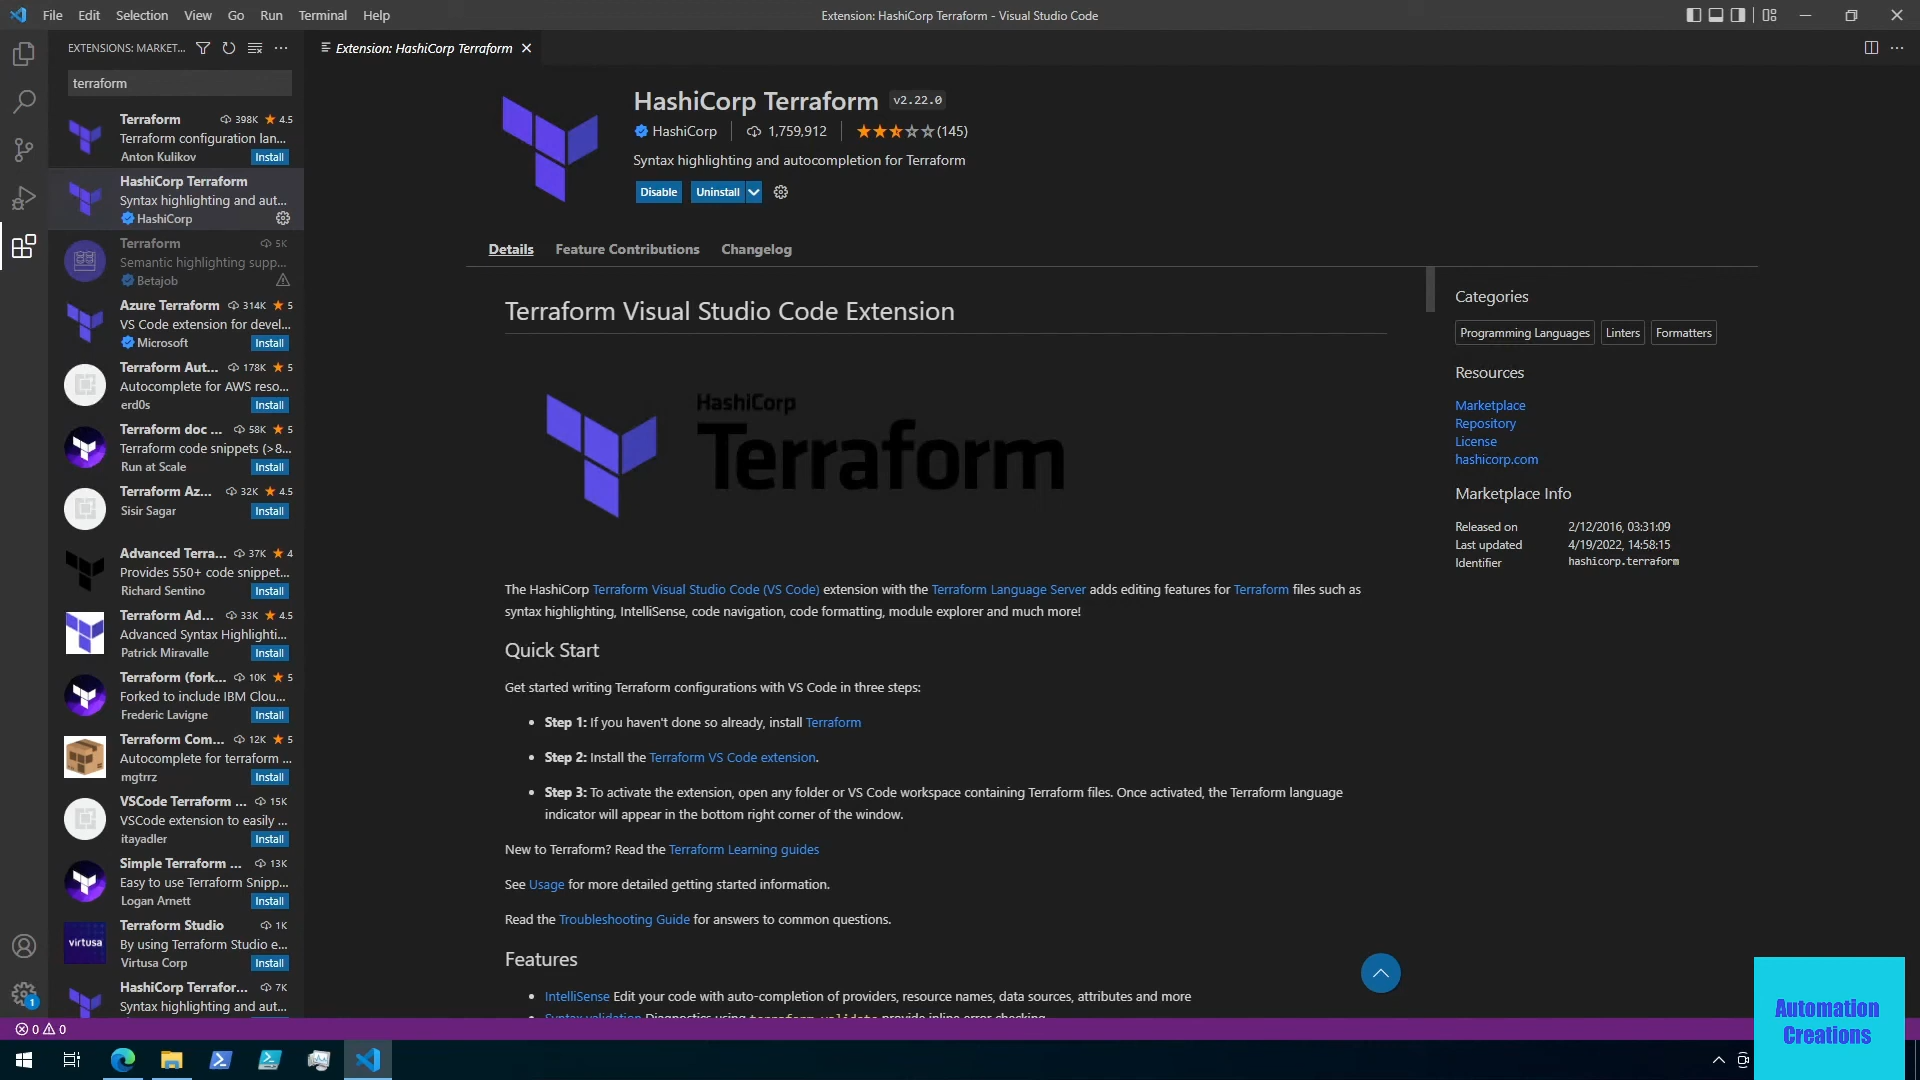 File Edit Selection View Go Run Terminal Help
Extension: HashiCorp Terraform - Visual Studio Code
EXTENSIONS: MARKET...
Extension: HashiCorp Terraform
terraform
Terraform 398K 4.5
Terraform configuration lan...
Anton Kulikov Install
HashiCorp Terraform
Syntax highlighting and aut...
HashiCorp
Terraform 5K
Semantic highlighting supp...
Betajob
Azure Terraform 314K 5
VS Code extension for devel...
Microsoft Install
Terraform Aut... 178K 5
Autocomplete for AWS reso...
erd0s Install
Terraform doc ... 58K 5
Terraform code snippets (>8...
Run at Scale Install
Terraform Az... 32K 4.5
Sisir Sagar Install
Advanced Terra... 37K 4
Provides 550+ code snippet...
Richard Sentino Install
Terraform Ad... 33K 4.5
Advanced Syntax Highlighti...
Patrick Miravalle Install
Terraform (fork... 10K 5
Forked to include IBM Clou...
Frederic Lavigne Install
Terraform Com... 12K 5
Autocomplete for terraform ...
mgtrrz Install
VSCode Terraform ... 15K
VSCode extension to easily ...
itayadler Install
Simple Terraform ... 13K
Easy to use Terraform Snipp...
Logan Arnett Install
virtusa
Terraform Studio 1K
By using Terraform Studio e...
Virtusa Corp Install
HashiCorp Terrafor... 7K
Syntax highlighting and aut...
HashiCorp Terraform v2.22.0
HashiCorp 1,759,912 (145)
Syntax highlighting and autocompletion for Terraform
Disable Uninstall
Details Feature Contributions Changelog
Terraform Visual Studio Code Extension
HashiCorp
Terraform
The HashiCorp Terraform Visual Studio Code (VS Code) extension with the Terraform Language Server adds editing features for Terraform files such as
syntax highlighting, IntelliSense, code navigation, code formatting, module explorer and much more!
Quick Start
Get started writing Terraform configurations with VS Code in three steps:
• Step 1: If you haven't done so already, install Terraform
• Step 2: Install the Terraform VS Code extension.
• Step 3: To activate the extension, open any folder or VS Code workspace containing Terraform files. Once activated, the Terraform language
indicator will appear in the bottom right corner of the window.
New to Terraform? Read the Terraform Learning guides
See Usage for more detailed getting started information.
Read the Troubleshooting Guide for answers to common questions.
Features
• IntelliSense Edit your code with auto-completion of providers, resource names, data sources, attributes and more
Syntax validation Diagnostics using terraform validate provide inline error checking
Categories
Programming Languages Linters Formatters
Resources
Marketplace
Repository
License
hashicorp.com
Marketplace Info
Released on 2/12/2016, 03:31:09
Last updated 4/19/2022, 14:58:15
Identifier hashicorp.terraform
1
0 0
Automation
Creations